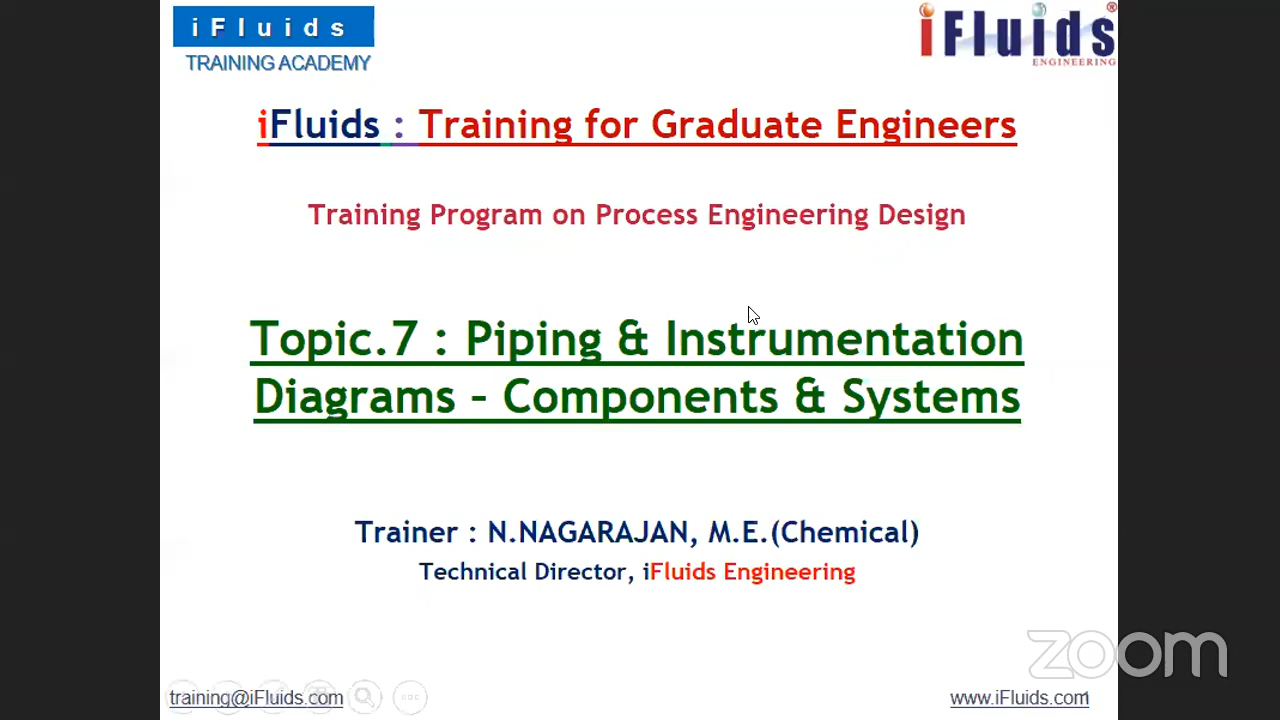 iFluids
TRAINING ACADEMY
iFluids®
ENGINEERING
iFluids : Training for Graduate Engineers
Training Program on Process Engineering Design
Topic.7 : Piping & Instrumentation
Diagrams – Components & Systems
Trainer : N.NAGARAJAN, M.E.(Chemical)
Technical Director, iFluids Engineering
zoom
training@iFluids.com
www.iFluids.com